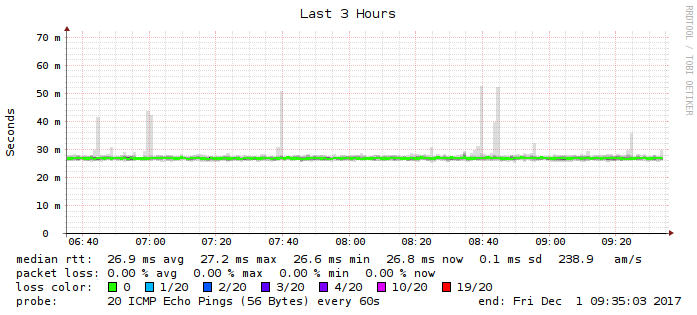 Last 3 Hours
RRDTOOL / TOBI OETIKER
Seconds
70 m
60 m
50 m
40 m
30 m
20 m
10 m
0
06:40 07:00 07:20 07:40 08:00 08:20 08:40 09:00 09:20
median rtt: 26.9 ms avg 27.2 ms max 26.6 ms min 26.8 ms now 0.1 ms sd 238.9 am/s
packet loss: 0.00 % avg 0.00 % max 0.00 % min 0.00 % now
loss color: 0 1/20 2/20 3/20 4/20 10/20 19/20
probe: 20 ICMP Echo Pings (56 Bytes) every 60s end: Fri Dec 1 09:35:03 2017